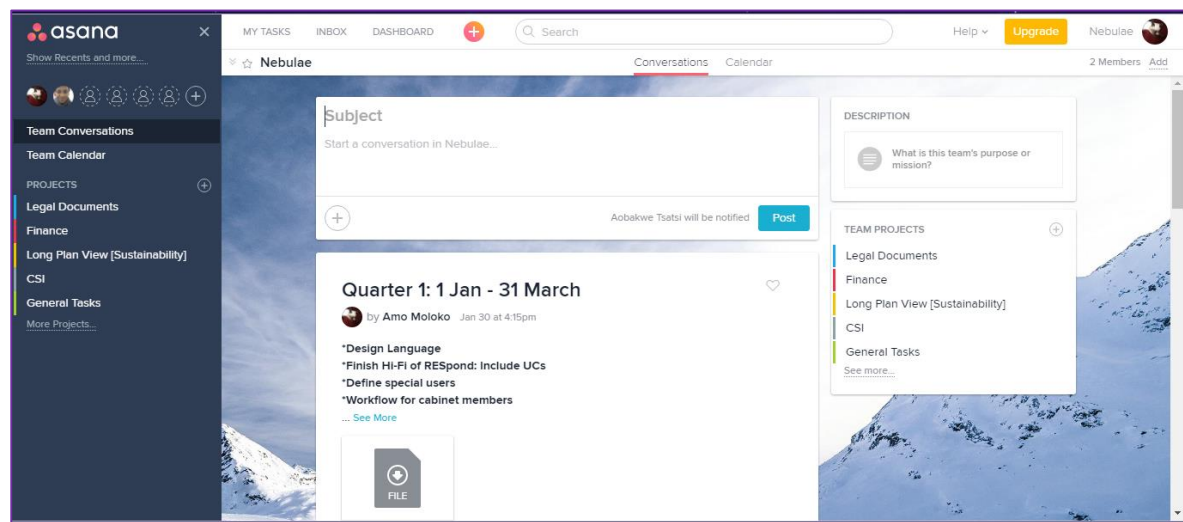 asana
Show Recents and more...
Team Conversations
Team Calendar
PROJECTS
Legal Documents
Finance
Long Plan View [Sustainability]
CSI
General Tasks
More Projects...
MY TASKS INBOX DASHBOARD Search Help Upgrade Nebulae
Nebulae Conversations Calendar 2 Members Add
Subject
Start a conversation in Nebulae...
Aobakwe Tsatsi will be notified Post
Quarter 1: 1 Jan - 31 March
by Amo Moloko Jan 30 at 4:15pm
*Design Language
*Finish Hi-Fi of RESpond: Include UCs
*Define special users
*Workflow for cabinet members
... See More
FILE
DESCRIPTION
What is this team's purpose or
mission?
TEAM PROJECTS
Legal Documents
Finance
Long Plan View [Sustainability]
CSI
General Tasks
See more...